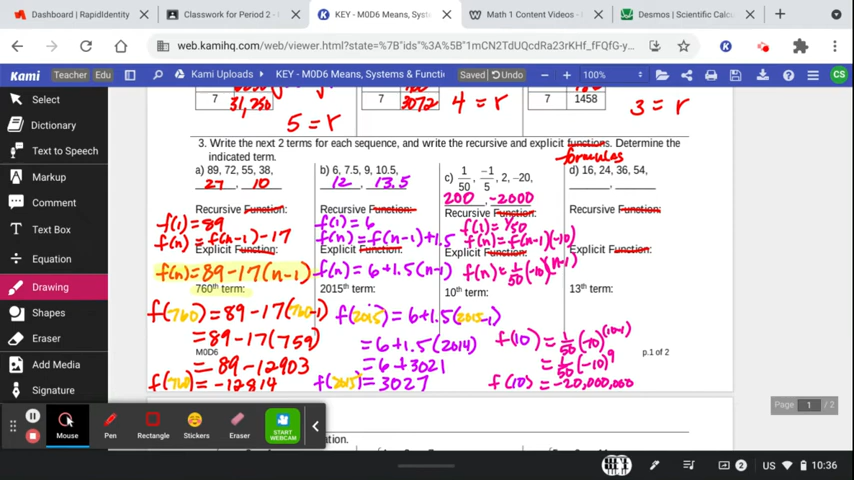 Dashboard | RapidIdentity
Classwork for Period 2 -
KEY - M0D6 Means, Syste
Math 1 Content Videos -
Desmos | Scientific Calc
web.kamihq.com/web/viewer.html?state=%7B"ids"%3A%5B"1mCN2TdUQcdRa23rKHf_fFQfG-y...
Kami Teacher Edu
Kami Uploads
KEY - M0D6 Means, Systems & Functi
Saved Undo
100%
CS
Select
Dictionary
Text to Speech
Markup
Comment
Text Box
Equation
Drawing
Shapes
Eraser
Add Media
Signature
7 31,250
5 = r
7 3072
4 = r
7 1458
3 = r
3. Write the next 2 terms for each sequence, and write the recursive and explicit functions. Determine the
formulas
indicated term.
a) 89, 72, 55, 38,
27, 10
Recursive Function:
f(1) = 89
f(n) = f(n-1) - 17
Explicit Function:
f(n) = 89 - 17(n-1)
760th term:
f(760) = 89 - 17(760-1)
= 89 - 17(759)
= 89 - 12903
f(760) = -12814
b) 6, 7.5, 9, 10.5,
12, 13.5
Recursive Function:
f(1) = 6
f(n) = f(n-1) + 1.5
Explicit Function:
f(n) = 6 + 1.5(n-1)
2015th term:
f(2015) = 6 + 1.5(2015-1)
= 6 + 1.5(2014)
= 6 + 3021
f(2015) = 3027
c) 1/50, -1/5, 2, -20,
200, -2000
Recursive Function:
f(1) = 1/50
f(n) = f(n-1)(-10)
Explicit Function:
f(n) = 1/50(-10)^(n-1)
10th term:
f(10) = 1/50(-10)^(10-1)
= 1/50(-10)^9
f(10) = -20,000,000
d) 16, 24, 36, 54,
Recursive Function:
Explicit Function:
13th term:
M0D6
p.1 of 2
Page 1 / 2
Mouse
Pen
Rectangle
Stickers
Eraser
START WEBCAM
2
US
10:36